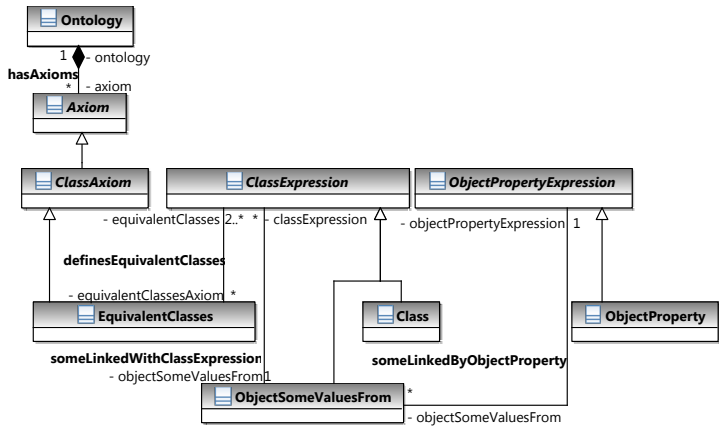 Ontology
1 - ontology
hasAxioms
* - axiom
Axiom
ClassAxiom ClassExpression ObjectPropertyExpression
- equivalentClasses 2..* * - classExpression - objectPropertyExpression 1
definesEquivalentClasses
- equivalentClassesAxiom *
EquivalentClasses Class ObjectProperty
someLinkedWithClassExpression someLinkedByObjectProperty
- objectSomeValuesFrom 1
ObjectSomeValuesFrom *
- objectSomeValuesFrom